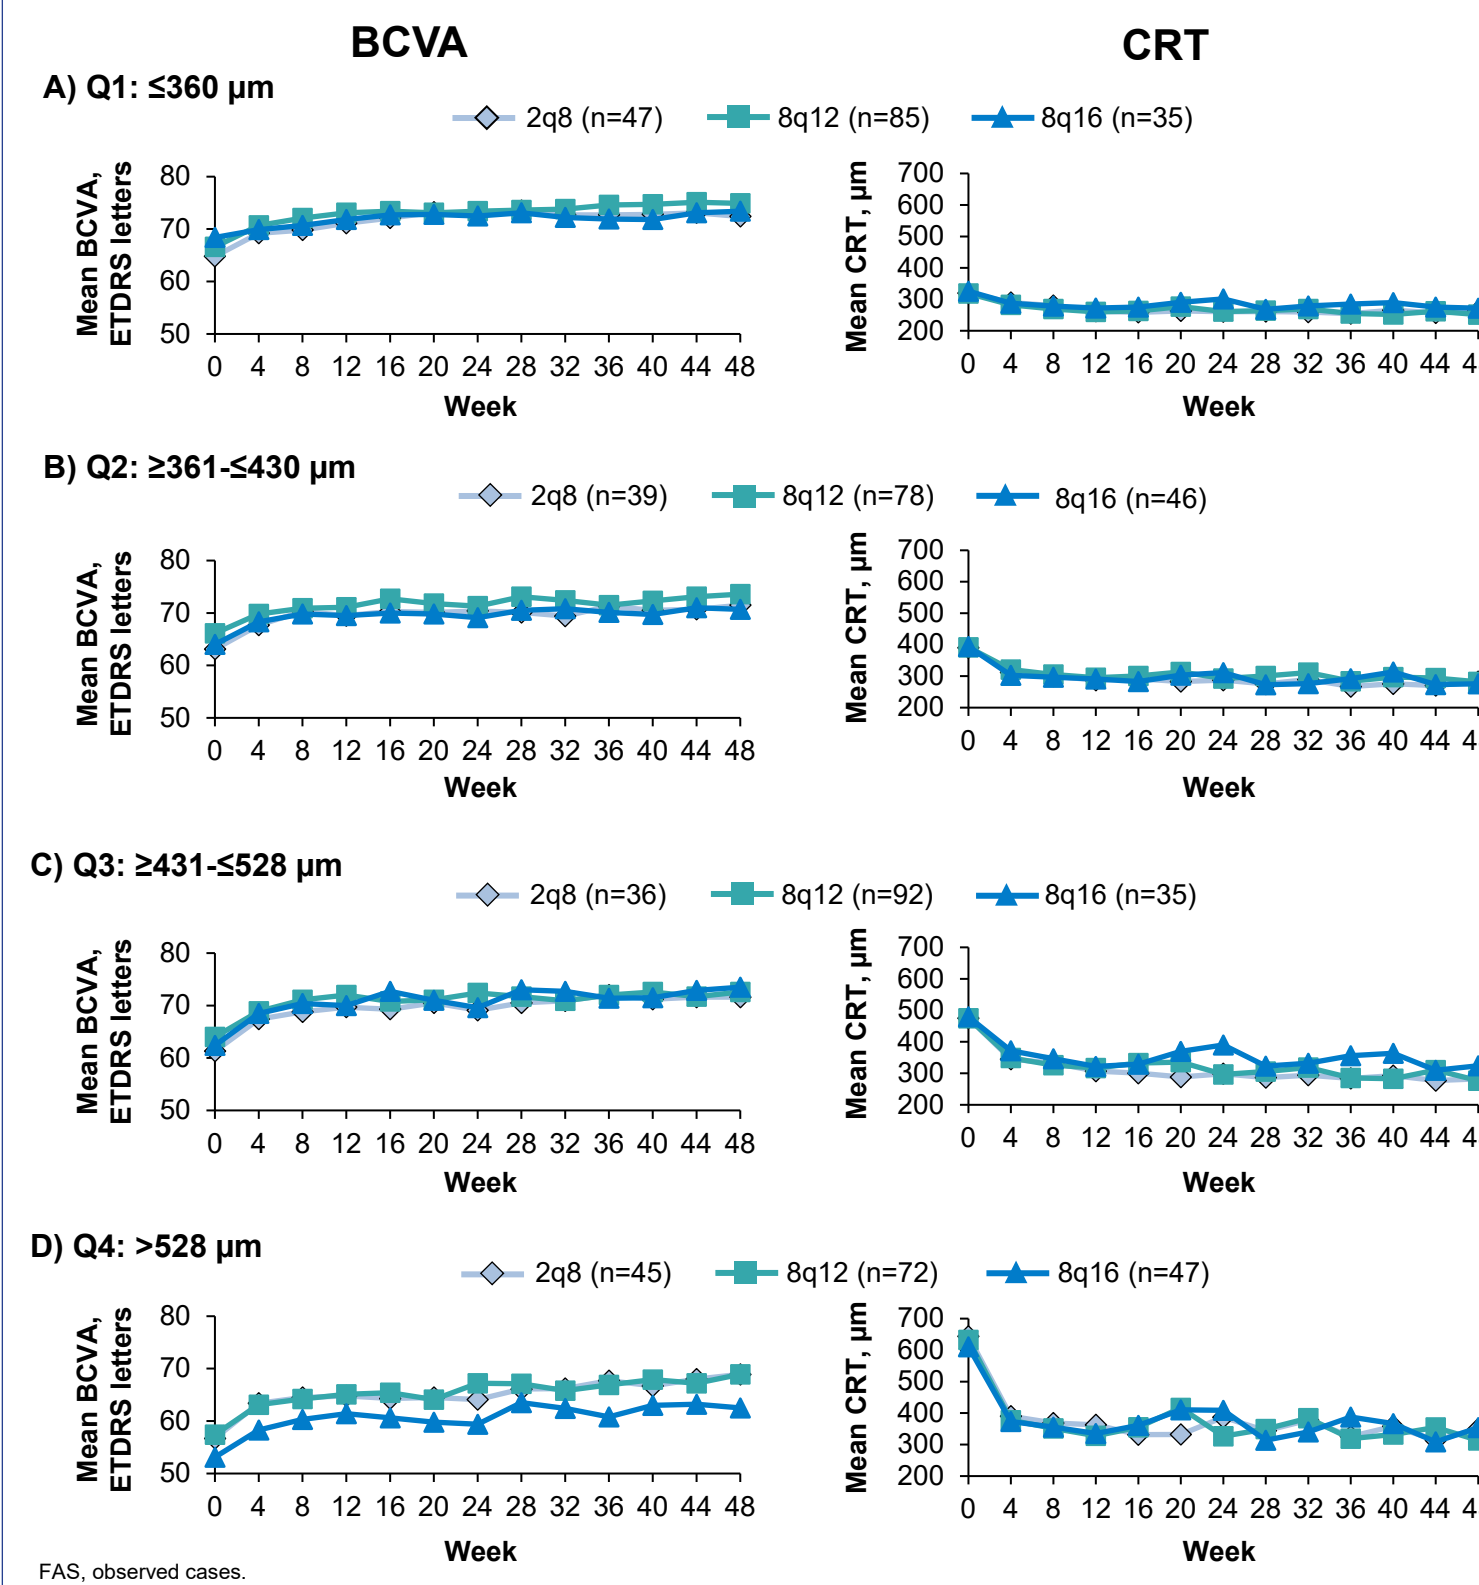 BCVA
CRT
A) Q1: ≤360 µm
2q8 (n=47) 8q12 (n=85) 8q16 (n=35)
Mean BCVA,
ETDRS letters
80
70
60
50
0 4 8 12 16 20 24 28 32 36 40 44 48
Week
Mean CRT, µm
700
600
500
400
300
200
0 4 8 12 16 20 24 28 32 36 40 44 4
Week
B) Q2: ≥361-≤430 µm
2q8 (n=39) 8q12 (n=78) 8q16 (n=46)
Mean BCVA,
ETDRS letters
80
70
60
50
0 4 8 12 16 20 24 28 32 36 40 44 48
Week
Mean CRT, µm
700
600
500
400
300
200
0 4 8 12 16 20 24 28 32 36 40 44 4
Week
C) Q3: ≥431-≤528 µm
2q8 (n=36) 8q12 (n=92) 8q16 (n=35)
Mean BCVA,
ETDRS letters
80
70
60
50
0 4 8 12 16 20 24 28 32 36 40 44 48
Week
Mean CRT, µm
700
600
500
400
300
200
0 4 8 12 16 20 24 28 32 36 40 44 4
Week
D) Q4: >528 µm
2q8 (n=45) 8q12 (n=72) 8q16 (n=47)
Mean BCVA,
ETDRS letters
80
70
60
50
0 4 8 12 16 20 24 28 32 36 40 44 48
Week
Mean CRT, µm
700
600
500
400
300
200
0 4 8 12 16 20 24 28 32 36 40 44 4
Week
FAS, observed cases.